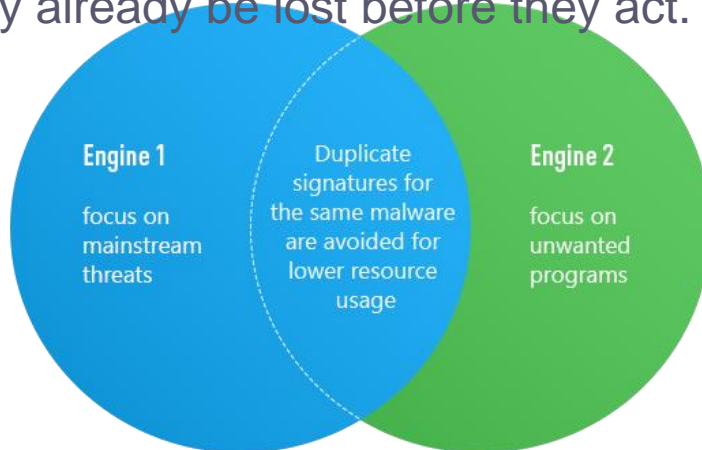 y already be lost before they act.
Engine 1
focus on
mainstream
threats
Duplicate
signatures for
the same malware
are avoided for
lower resource
usage
Engine 2
focus on
unwanted
programs